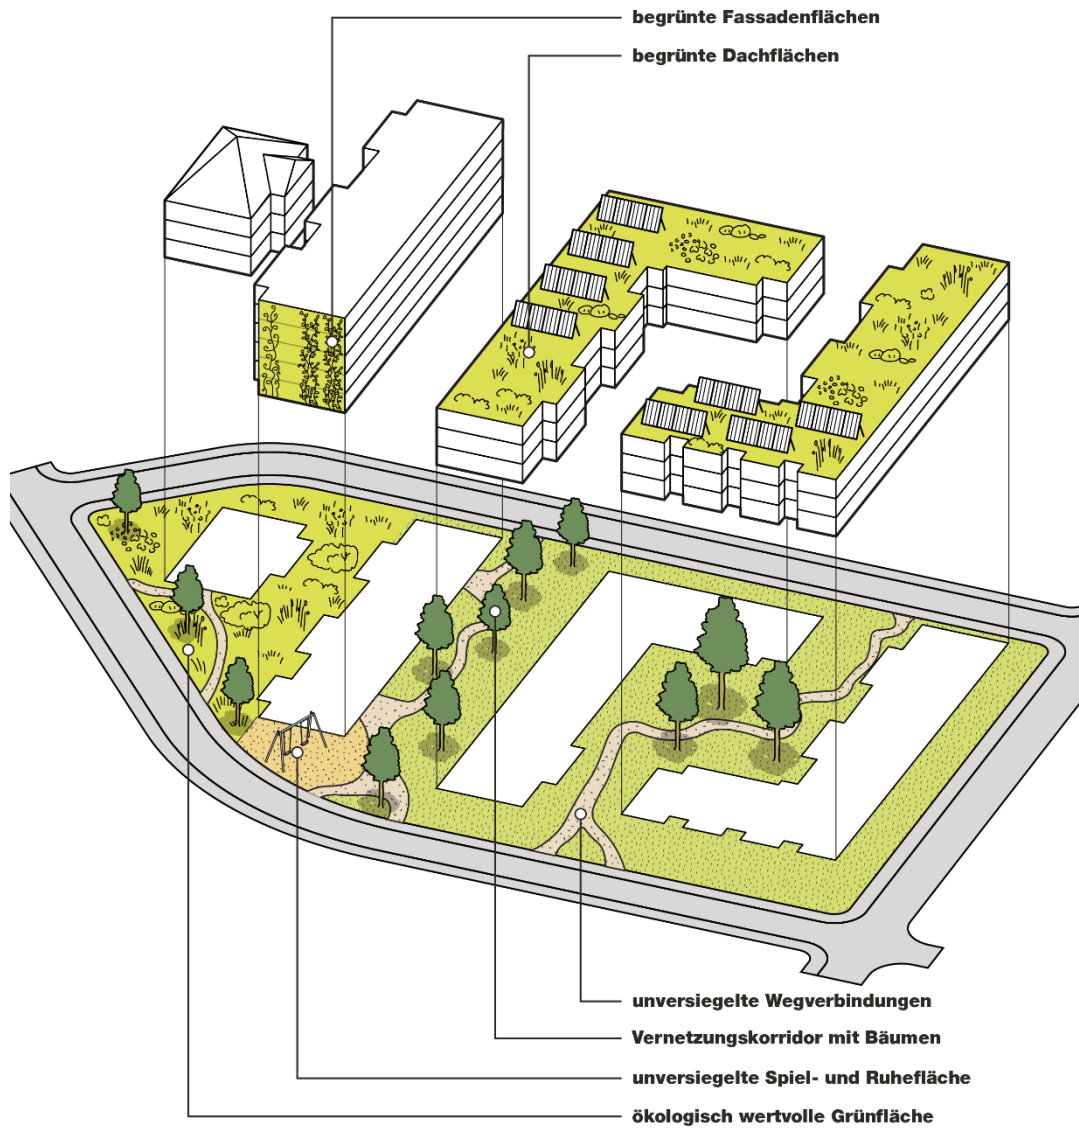 begrünte Fassadenflächen
begrünte Dachflächen
unversiegelte Wegverbindungen
Vernetzungskorridor mit Bäumen
unversiegelte Spiel- und Ruhefläche
ökologisch wertvolle Grünfläche